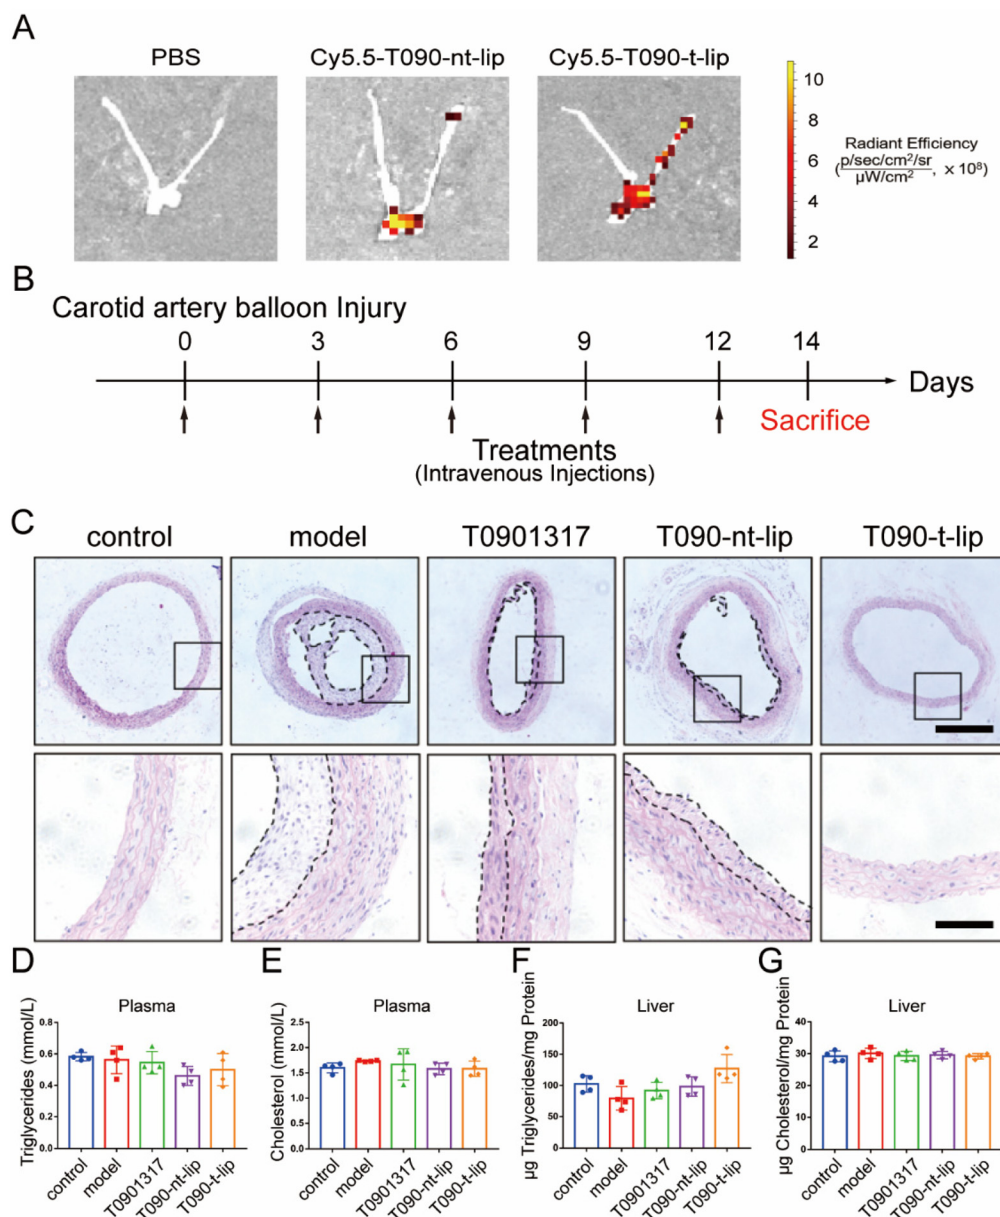 A
PBS
Cy5.5-T090-nt-lip
Cy5.5-T090-t-lip
10
8
6
4
2
Radiant Efficiency
(p/sec/cm²/sr
μW/cm² , × 10⁸)
B
Carotid artery balloon Injury
0 3 6 9 12 14
Days
Sacrifice
Treatments
(Intravenous Injections)
C
control
model
T0901317
T090-nt-lip
T090-t-lip
D
Plasma
Triglycerides (mmol/L)
0.8
0.6
0.4
0.2
0.0
control
model
T0901317
T090-nt-lip
T090-t-lip
E
Plasma
Cholesterol (mmol/L)
2.5
2.0
1.5
1.0
0.5
0.0
control
model
T0901317
T090-nt-lip
T090-t-lip
F
Liver
μg Triglycerides/mg Protein
200
150
100
50
0
control
model
T0901317
T090-nt-lip
T090-t-lip
G
Liver
μg Cholesterol/mg Protein
40
30
20
10
0
control
model
T0901317
T090-nt-lip
T090-t-lip